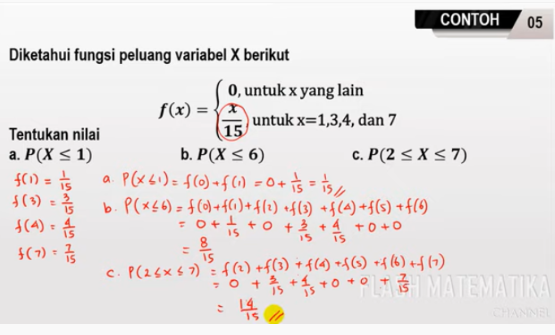 CONTOH 05
Diketahui fungsi peluang variabel X berikut
f(x) = { 0, untuk x yang lain
x/15, untuk x=1,3,4, dan 7
Tentukan nilai
a. P(X ≤ 1) b. P(X ≤ 6) c. P(2 ≤ X ≤ 7)
f(1) = 1/15
f(3) = 3/15
f(4) = 4/15
f(7) = 7/15
a. P(x≤1) = f(0)+f(1) = 0 + 1/15 = 1/15 //
b. P(x≤6) = f(0)+f(1)+f(2)+f(3)+f(4)+f(5)+f(6)
= 0 + 1/15 + 0 + 3/15 + 4/15 + 0 + 0
= 8/15
c. P(2≤x≤7) = f(2)+f(3)+f(4)+f(5)+f(6)+f(7)
= 0 + 3/15 + 4/15 + 0 + 0 + 7/15
= 14/15 //
FLASH MATEMATIKA
CHANNEL